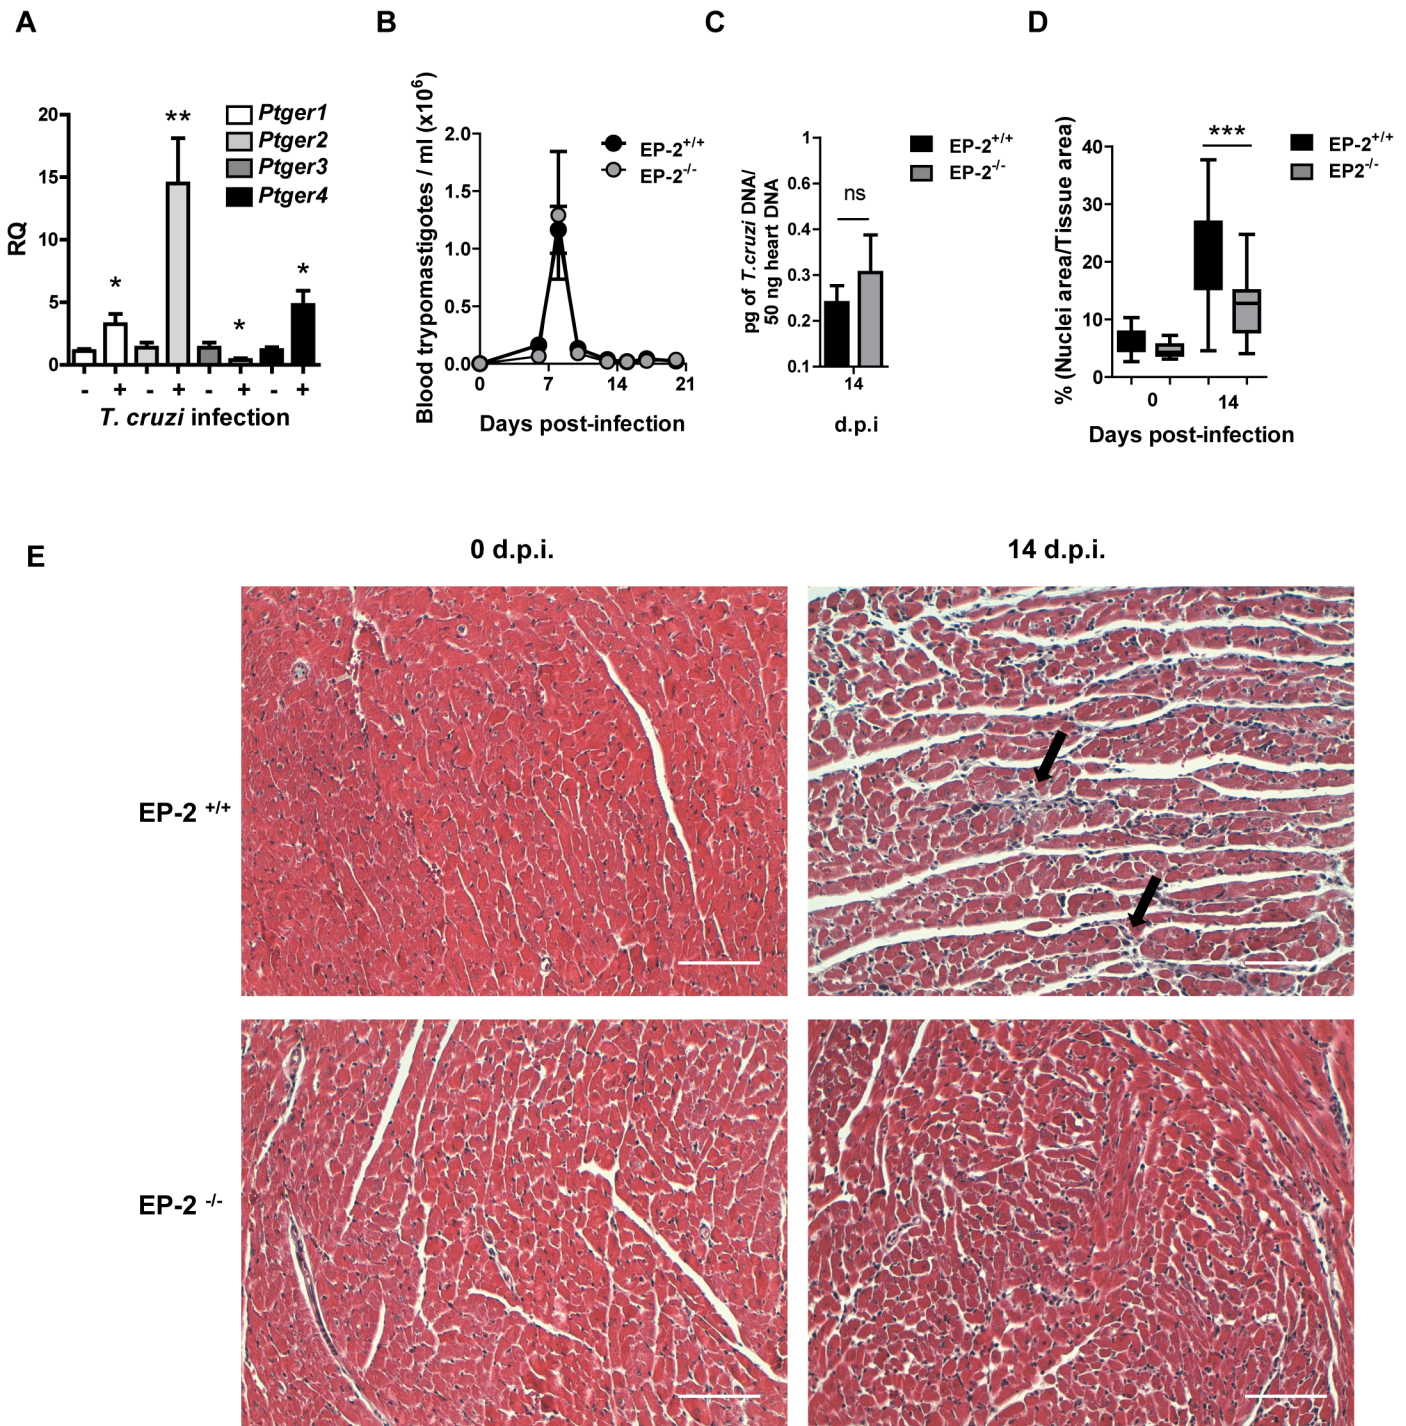 A
B
C
D
20
15
10
5
0
RQ
**
*
*
*
Ptger1
Ptger2
Ptger3
Ptger4
- + - + - + - +
T. cruzi infection
Blood trypomastigotes / ml (x10⁶)
2.0
1.5
1.0
0.5
0.0
0 7 14 21
Days post-infection
EP-2+/+
EP-2-/-
pg of T.cruzi DNA/
50 ng heart DNA
1
0.6
0.4
0.3
0.2
0.1
ns
14
d.p.i
EP-2+/+
EP-2-/-
% (Nuclei area/Tissue area)
40
30
20
10
0
***
0 14
Days post-infection
EP-2+/+
EP2-/-
E
0 d.p.i. 14 d.p.i.
EP-2 +/+
EP-2 -/-